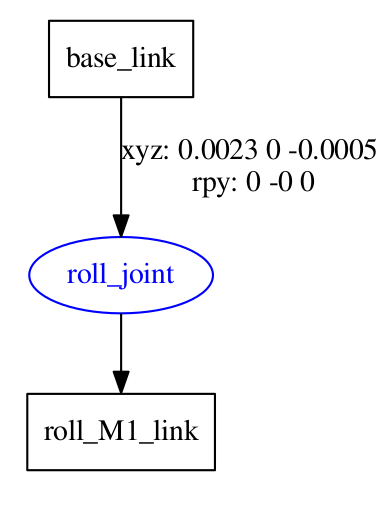 base_link
xyz: 0.0023 0 -0.0005
rpy: 0 -0 0
roll_joint
roll_M1_link